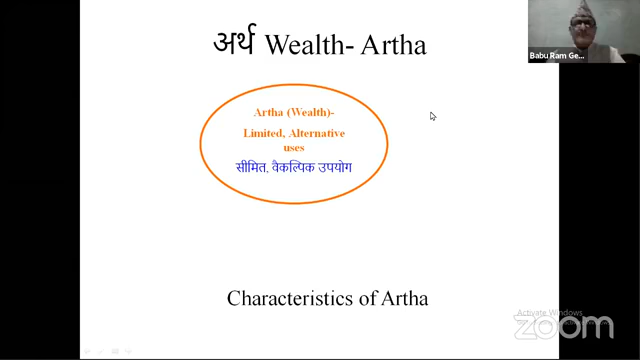 अर्थ Wealth- Artha
Babu Ram Ge...
Artha (Wealth)-
Limited, Alternative
uses
सीमित, वैकल्पिक उपयोग
Characteristics of Artha
Activate Windows
zoom